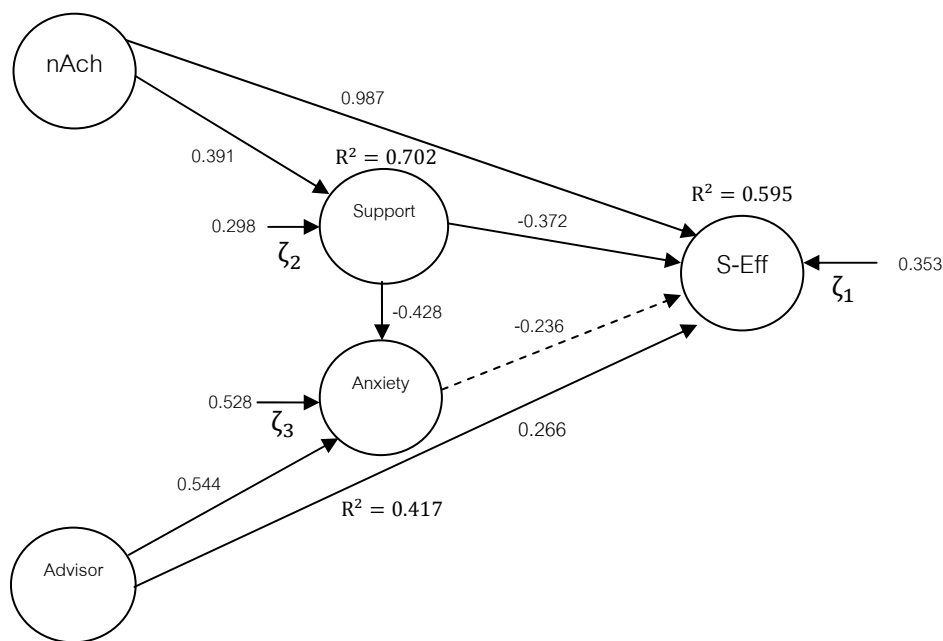 nAch
0.987
0.391
R² = 0.702
R² = 0.595
Support
0.298
-0.372
ζ₂
S-Eff
0.353
ζ₁
-0.428
-0.236
Anxiety
0.528
ζ₃
0.266
0.544
R² = 0.417
Advisor